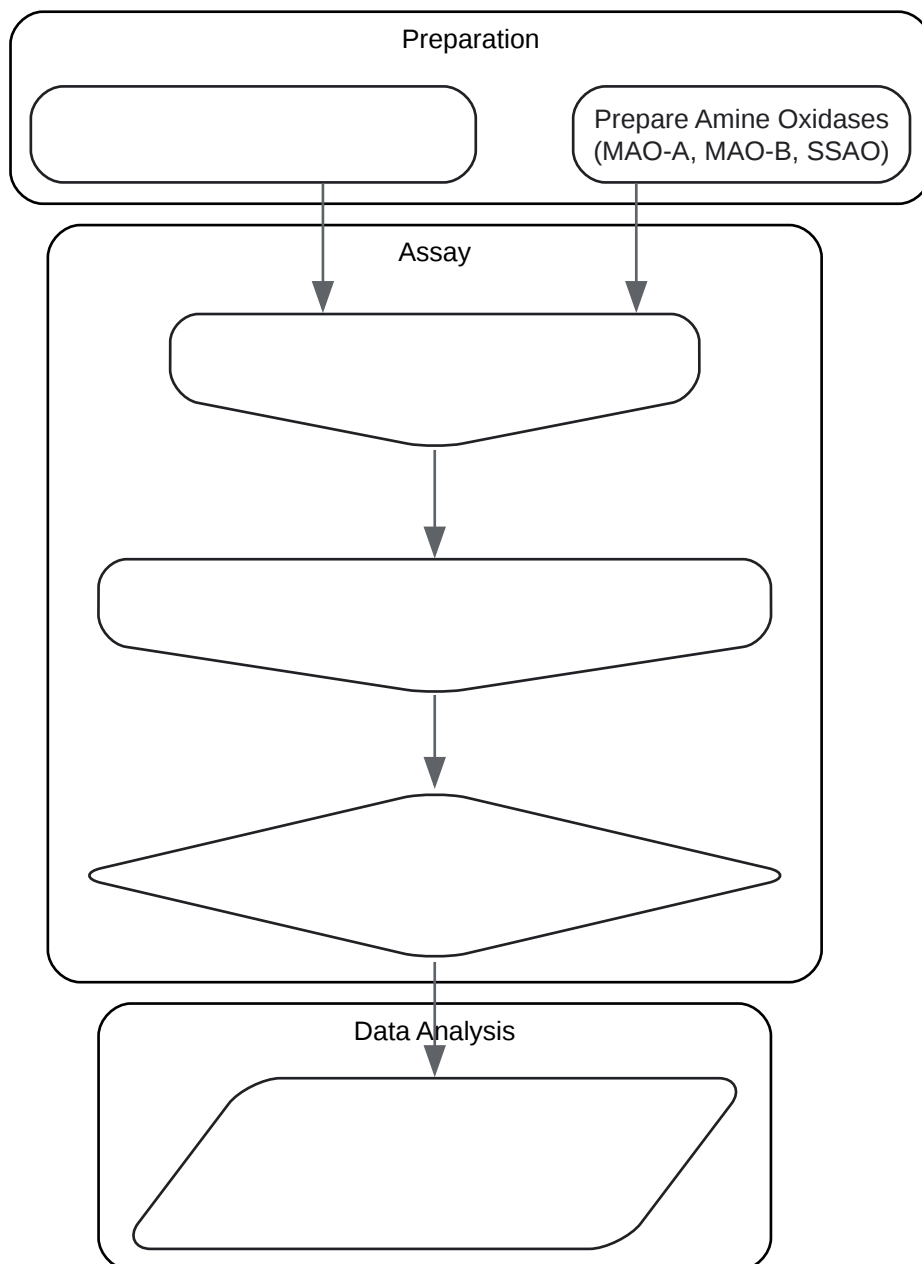 Preparation
Prepare Amine Oxidases
(MAO-A, MAO-B, SSAO)
Assay
Data Analysis